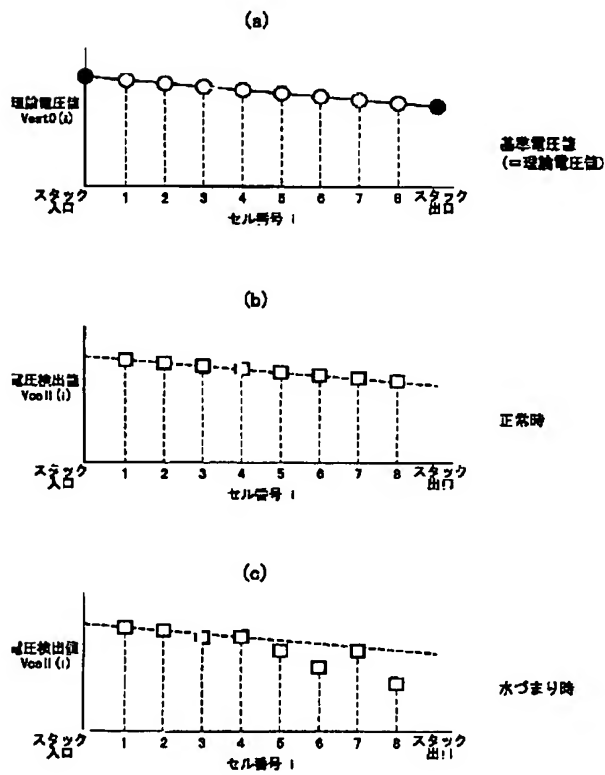 (a)
理論電圧値
Vest0(i)
スタック
入口
1 2 3 4 5 6 7 8
スタック
出口
セル番号 i
基準電圧値
(=理論電圧値)
(b)
電圧検出値
Vcell(i)
スタック
入口
1 2 3 4 5 6 7 8
スタック
出口
セル番号 i
正常時
(c)
電圧検出値
Vcell(i)
スタック
入口
1 2 3 4 5 6 7 8
スタック
出口
セル番号 i
水づまり時